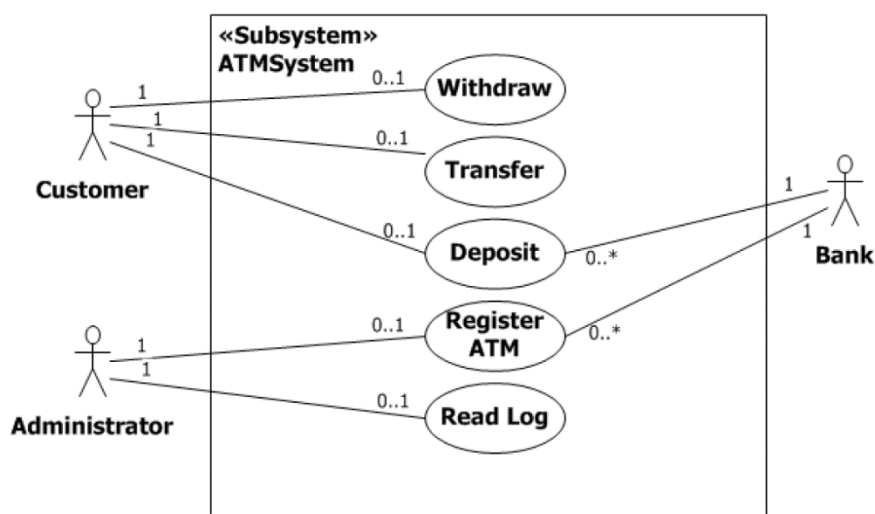 «Subsystem»
ATMSystem
1
0..1
Withdraw
1
0..1
Transfer
1
Customer
0..1
Deposit
0..*
1
1
Bank
Register
ATM
0..1
0..*
1
1
0..1
Read Log
Administrator